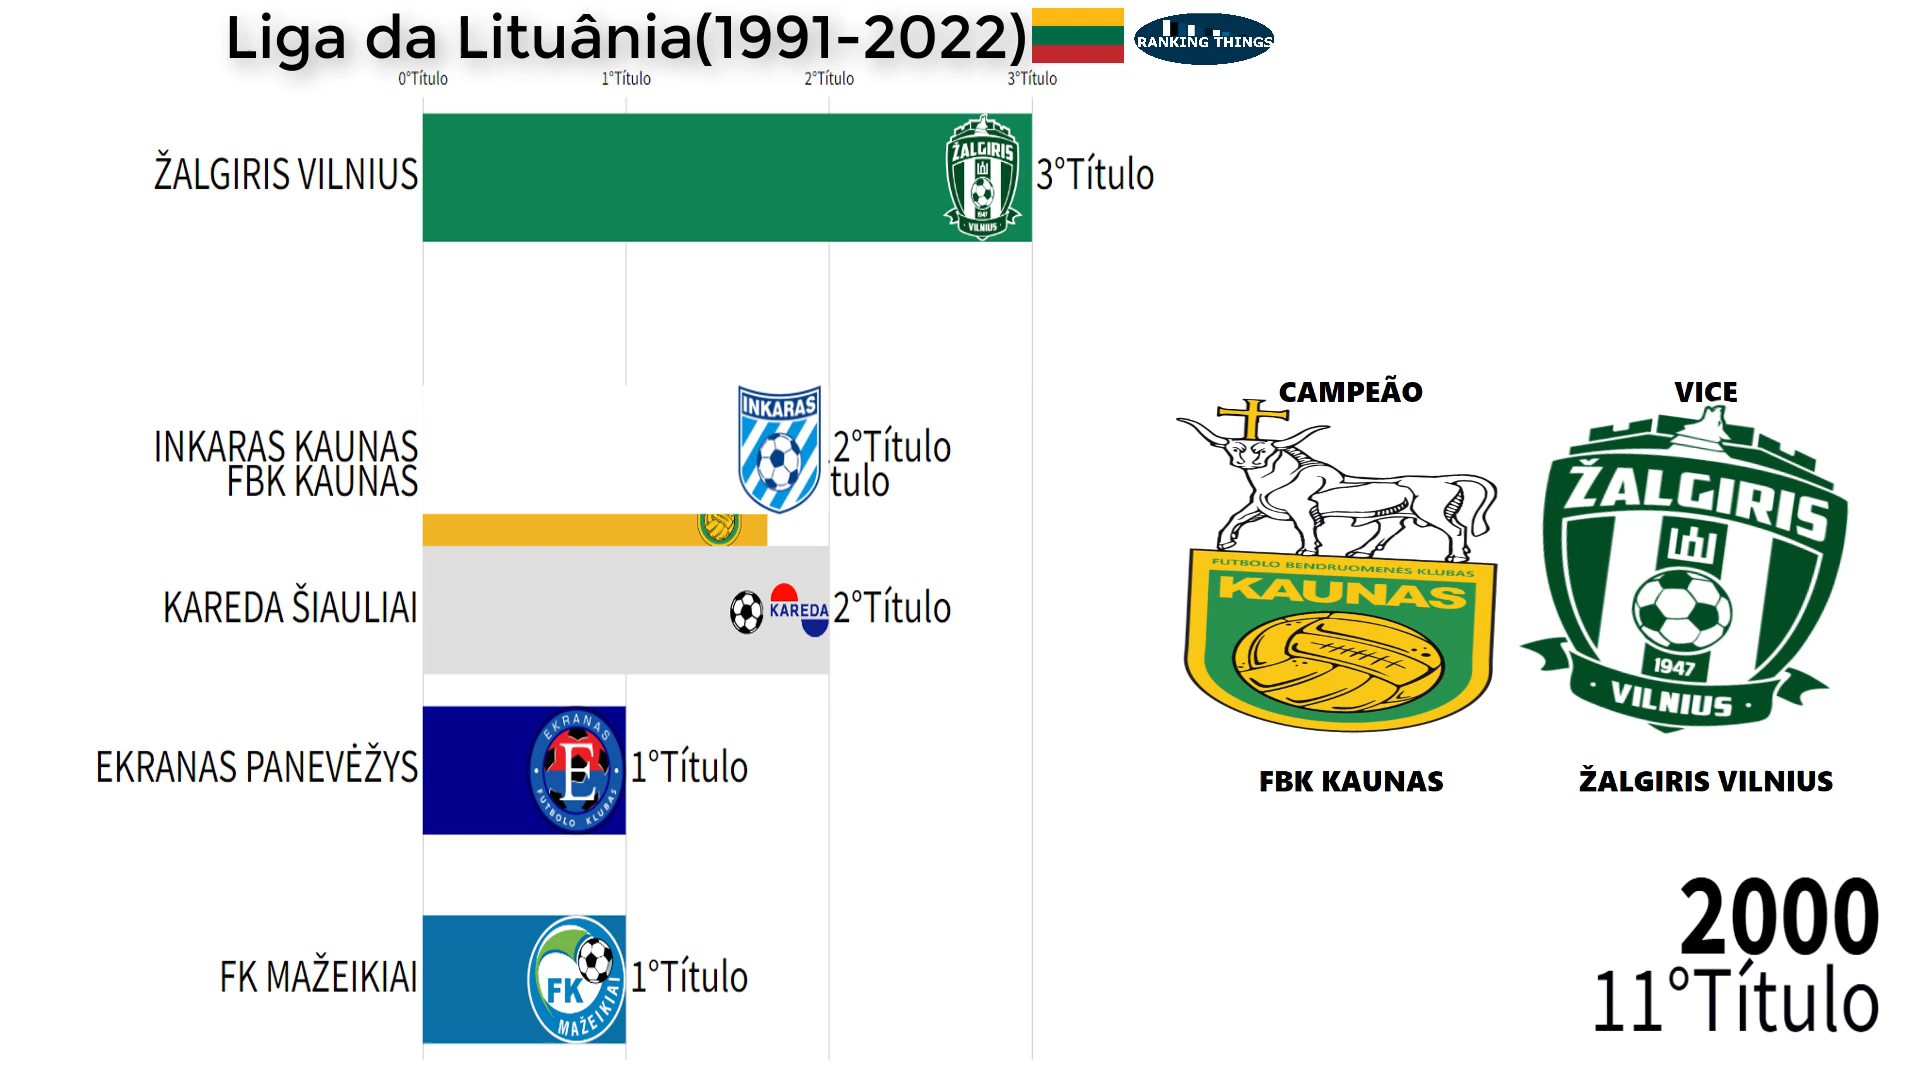 Liga da Lituânia(1991-2022)
RANKING THINGS
0°Título 1°Título 2°Título 3°Título
ŽALGIRIS VILNIUS
ŽALGIRIS
1947
VILNIUS
3°Título
INKARAS KAUNAS
INKARAS
2°Título
FBK KAUNAS
tulo
KAREDA ŠIAULIAI
KAREDA
2°Título
EKRANAS PANEVĖŽYS
EKRANAS
E
FUTBOLO KLUBAS
1°Título
FK MAŽEIKIAI
FK
MAŽEIKIAI
1°Título
CAMPEÃO
FUTBOLO BENDRUOMENĖS KLUBAS
KAUNAS
FBK KAUNAS
VICE
ŽALGIRIS
1947
· VILNIUS ·
ŽALGIRIS VILNIUS
2000
11°Título